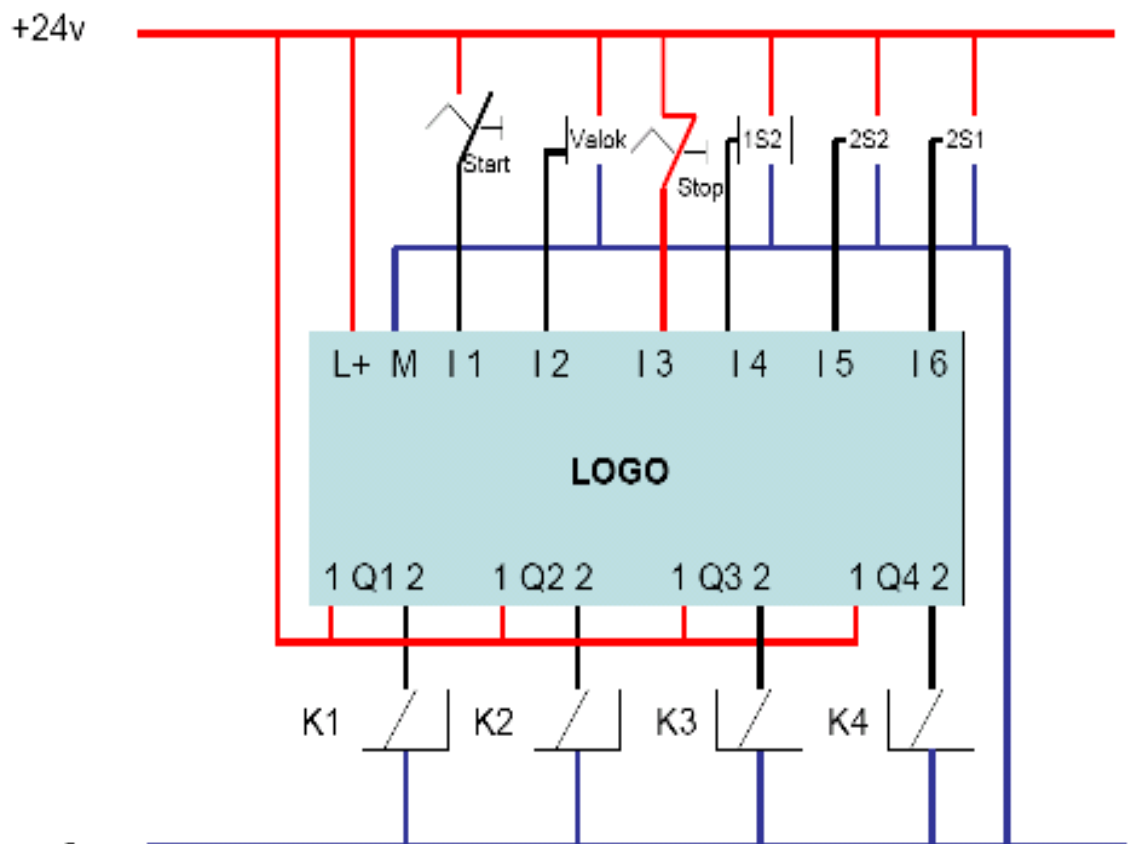 +24v
Start
Valok
Stop
1S2
2S2
2S1
L+ M I 1 I 2 I 3 I 4 I 5 I 6
LOGO
1 Q1 2 1 Q2 2 1 Q3 2 1 Q4 2
K1 K2 K3 K4